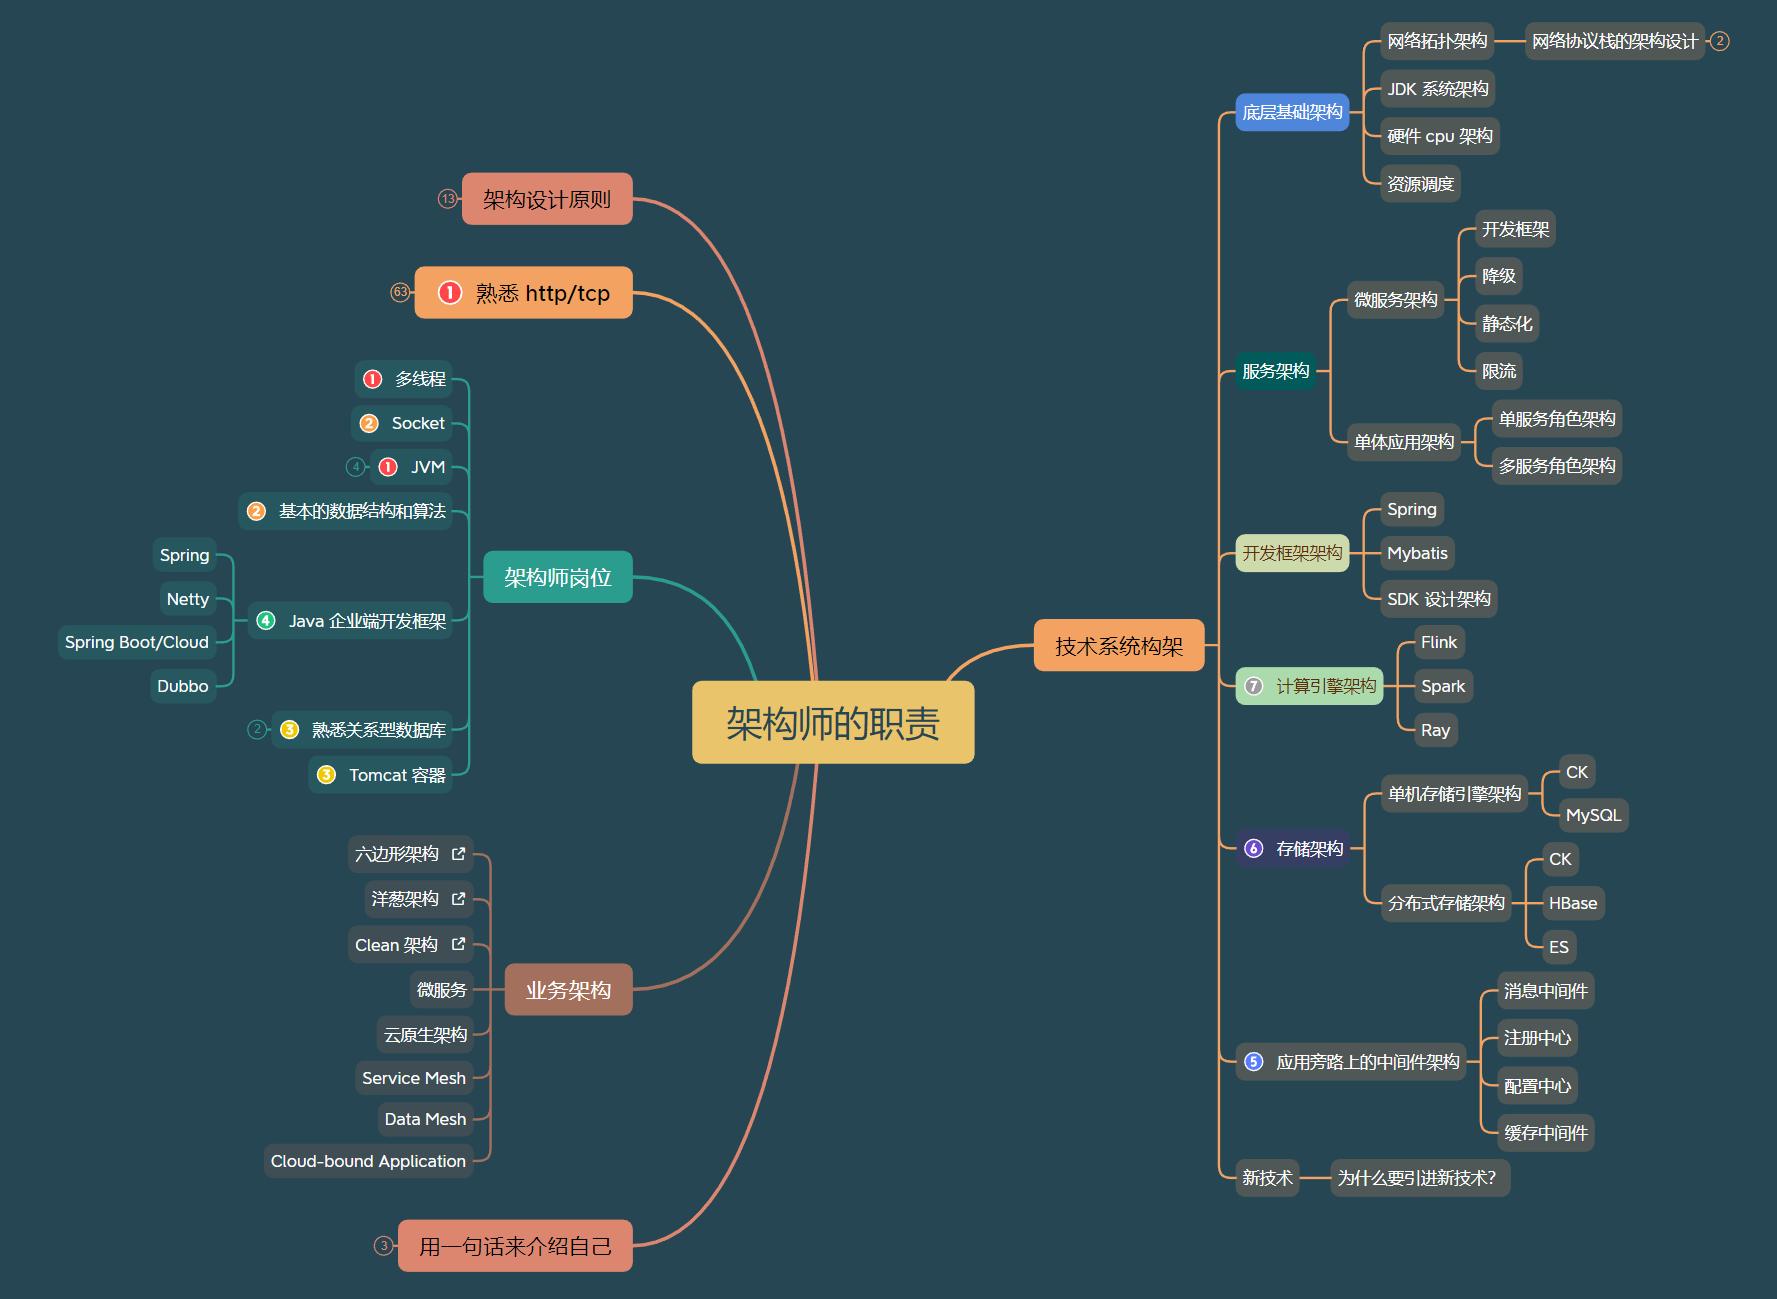 架构师的职责
技术系统构架
底层基础架构
网络拓扑架构
网络协议栈的架构设计
2
JDK 系统架构
硬件 cpu 架构
资源调度
服务架构
微服务架构
开发框架
降级
静态化
限流
单体应用架构
单服务角色架构
多服务角色架构
开发框架架构
Spring
Mybatis
SDK 设计架构
7 计算引擎架构
Flink
Spark
Ray
6 存储架构
单机存储引擎架构
CK
MySQL
分布式存储架构
CK
HBase
ES
5 应用旁路上的中间件架构
消息中间件
注册中心
配置中心
缓存中间件
新技术
为什么要引进新技术?
架构设计原则
13
1 熟悉 http/tcp
63
架构师岗位
1 多线程
2 Socket
1 JVM
4
2 基本的数据结构和算法
4 Java 企业端开发框架
Spring
Netty
Spring Boot/Cloud
Dubbo
3 熟悉关系型数据库
2
3 Tomcat 容器
业务架构
六边形架构
洋葱架构
Clean 架构
微服务
云原生架构
Service Mesh
Data Mesh
Cloud-bound Application
用一句话来介绍自己
3